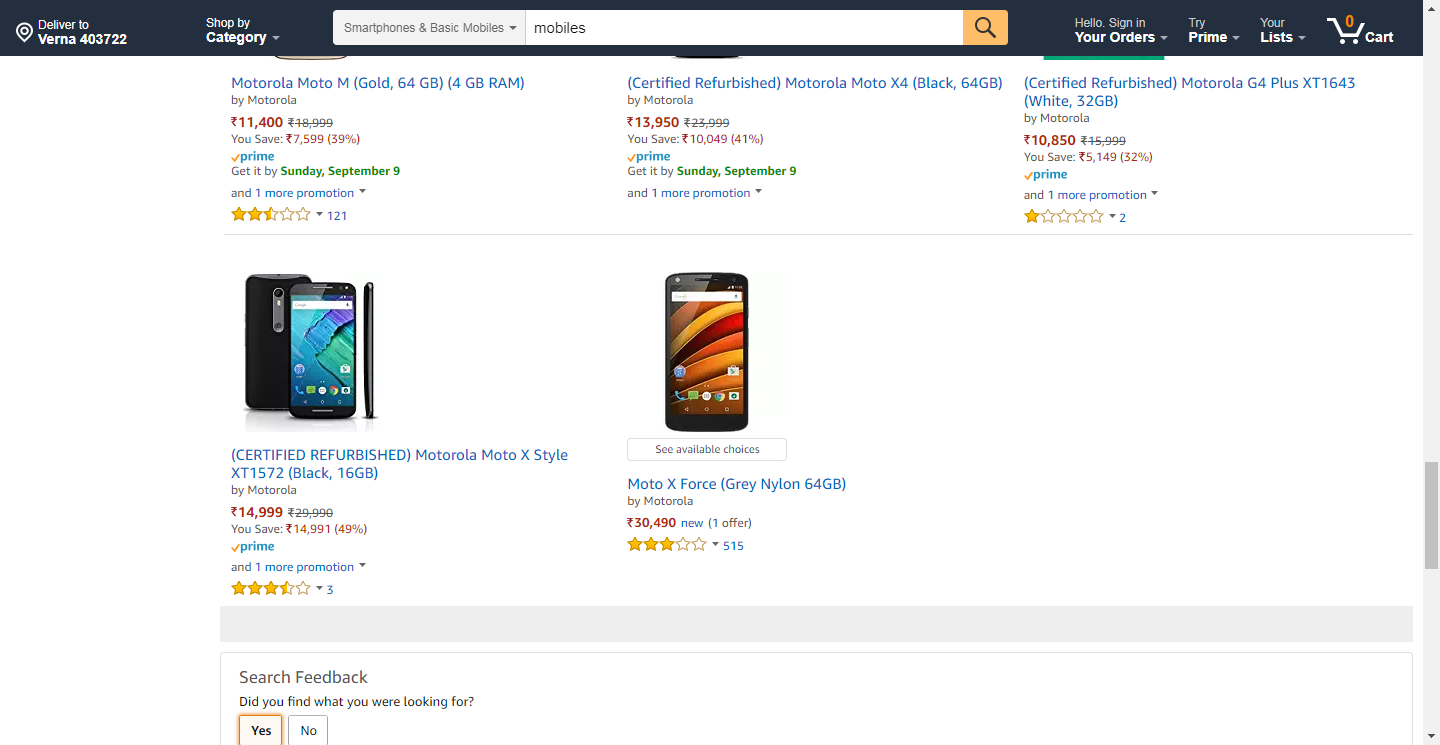 Deliver to
Verna 403722
Shop by
Category
Smartphones & Basic Mobiles
mobiles
Hello. Sign in
Your Orders
Try
Prime
Your
Lists
0
Cart
Motorola Moto M (Gold, 64 GB) (4 GB RAM)
by Motorola
₹11,400 ₹18,999
You Save: ₹7,599 (39%)
prime
Get it by Sunday, September 9
and 1 more promotion
121
(Certified Refurbished) Motorola Moto X4 (Black, 64GB)
by Motorola
₹13,950 ₹23,999
You Save: ₹10,049 (41%)
prime
Get it by Sunday, September 9
and 1 more promotion
(Certified Refurbished) Motorola G4 Plus XT1643
(White, 32GB)
by Motorola
₹10,850 ₹15,999
You Save: ₹5,149 (32%)
prime
and 1 more promotion
2
(CERTIFIED REFURBISHED) Motorola Moto X Style
XT1572 (Black, 16GB)
by Motorola
₹14,999 ₹29,990
You Save: ₹14,991 (49%)
prime
and 1 more promotion
3
See available choices
Moto X Force (Grey Nylon 64GB)
by Motorola
₹30,490 new (1 offer)
515
Search Feedback
Did you find what you were looking for?
Yes
No